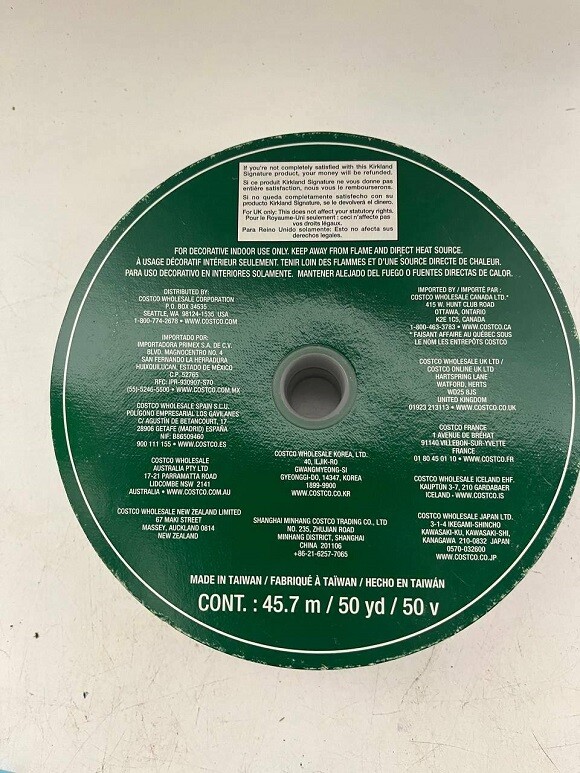 If you're not completely satisfied with this Kirkland
Signature product, your money will be refunded.
Si ce produit Kirkland Signature ne vous donne pas
entière satisfaction, nous vous le rembourserons.
Si no queda completamente satisfecho con su
producto Kirkland Signature, se le devolverá el dinero.
For UK only: This does not affect your statutory rights.
Pour le Royaume-Uni seulement : ceci n'affecte pas
vos droits légaux.
Para Reino Unido solamente: Esto no afecta sus
derechos legales.
FOR DECORATIVE INDOOR USE ONLY. KEEP AWAY FROM FLAME AND DIRECT HEAT SOURCE.
À USAGE DÉCORATIF INTÉRIEUR SEULEMENT. TENIR LOIN DES FLAMMES ET D'UNE SOURCE DIRECTE DE CHALEUR.
PARA USO DECORATIVO EN INTERIORES SOLAMENTE. MANTENER ALEJADO DEL FUEGO O FUENTES DIRECTAS DE CALOR.
DISTRIBUTED BY:
COSTCO WHOLESALE CORPORATION
P.O. BOX 34535
SEATTLE, WA 98124-1535 USA
1-800-774-2678 • WWW.COSTCO.COM
IMPORTADO POR:
IMPORTADORA PRIMEX S.A. DE C.V.
BLVD. MAGNOCENTRO NO. 4
SAN FERNANDO LA HERRADURA
HUIXQUILUCAN, ESTADO DE MÉXICO
C.P. 52765
RFC: IPR-930907-S70
(55)-5246-5500 • WWW.COSTCO.COM.MX
COSTCO WHOLESALE SPAIN S.L.U.
POLÍGONO EMPRESARIAL LOS GAVILANES
C/ AGUSTÍN DE BETANCOURT, 17
28906 GETAFE (MADRID) ESPAÑA
NIF: B86509460
900 111 155 • WWW.COSTCO.ES
COSTCO WHOLESALE
AUSTRALIA PTY LTD
17-21 PARRAMATTA ROAD
LIDCOMBE NSW 2141
AUSTRALIA • WWW.COSTCO.COM.AU
COSTCO WHOLESALE NEW ZEALAND LIMITED
67 MAKI STREET
MASSEY, AUCKLAND 0614
NEW ZEALAND
COSTCO WHOLESALE KOREA, LTD.
40, ILJIK-RO
GWANGMYEONG-SI
GYEONGGI-DO, 14347, KOREA
1899-9900
WWW.COSTCO.CO.KR
SHANGHAI MINHANG COSTCO TRADING CO., LTD
NO. 235, ZHUJIAN ROAD
MINHANG DISTRICT, SHANGHAI
CHINA 201106
+86-21-6257-7065
IMPORTED BY / IMPORTÉ PAR :
COSTCO WHOLESALE CANADA LTD.*
415 W. HUNT CLUB ROAD
OTTAWA, ONTARIO
K2E 1C5, CANADA
1-800-463-3783 • WWW.COSTCO.CA
* FAISANT AFFAIRE AU QUÉBEC SOUS
LE NOM LES ENTREPÔTS COSTCO
COSTCO WHOLESALE UK LTD /
COSTCO ONLINE UK LTD
HARTSPRING LANE
WATFORD, HERTS
WD25 8JS
UNITED KINGDOM
01923 213113 • WWW.COSTCO.CO.UK
COSTCO FRANCE
1 AVENUE DE BRÉHAT
91140 VILLEBON-SUR-YVETTE
FRANCE
01 80 45 01 10 • WWW.COSTCO.FR
COSTCO WHOLESALE ICELAND EHF.
KAUPTÚN 3-7, 210 GARDABAER
ICELAND - WWW.COSTCO.IS
COSTCO WHOLESALE JAPAN LTD.
3-1-4 IKEGAMI-SHINCHO
KAWASAKI-KU, KAWASAKI-SHI,
KANAGAWA 210-0832 JAPAN
0570-032600
WWW.COSTCO.CO.JP
MADE IN TAIWAN / FABRIQUÉ À TAÏWAN / HECHO EN TAIWÁN
CONT. : 45.7 m / 50 yd / 50 v